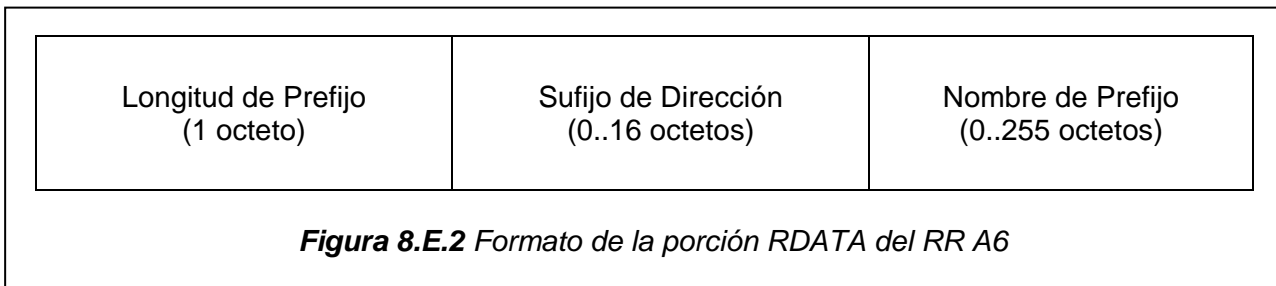 Longitud de Prefijo
(1 octeto)
Sufijo de Dirección
(0..16 octetos)
Nombre de Prefijo
(0..255 octetos)
Figura 8.E.2 Formato de la porción RDATA del RR A6